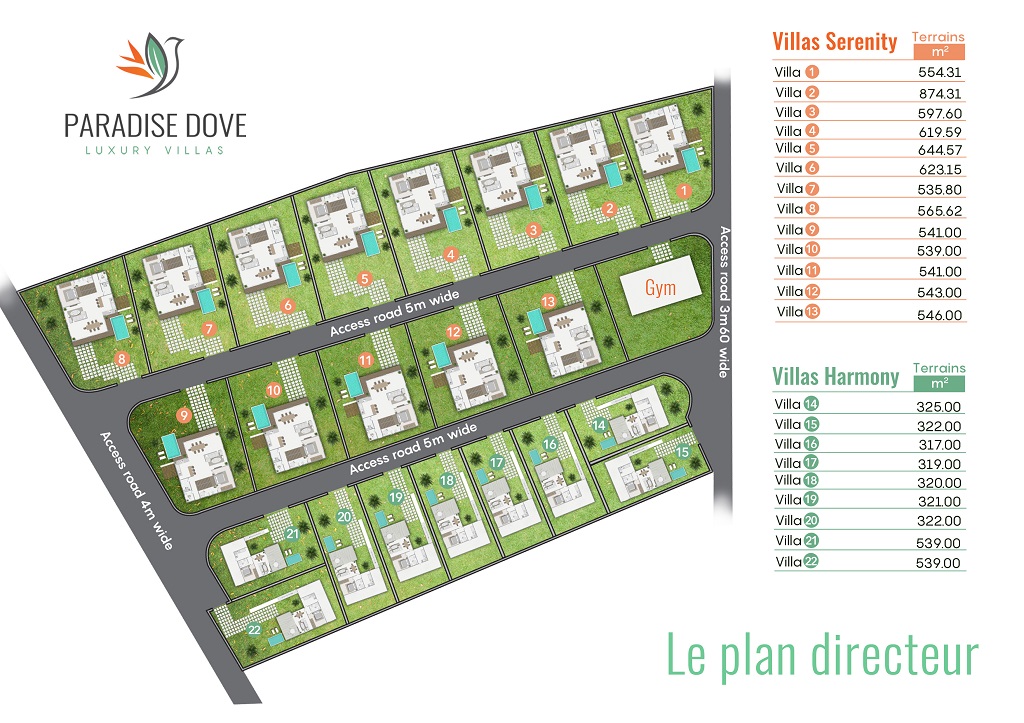 PARADISE DOVE
LUXURY VILLAS
Villas Serenity Terrains
m²
Villa 1 554.31
Villa 2 874.31
Villa 3 597.60
Villa 4 619.59
Villa 5 644.57
Villa 6 623.15
Villa 7 535.80
Villa 8 565.62
Villa 9 541.00
Villa 10 539.00
Villa 11 541.00
Villa 12 543.00
Villa 13 546.00
Villas Harmony Terrains
m²
Villa 14 325.00
Villa 15 322.00
Villa 16 317.00
Villa 17 319.00
Villa 18 320.00
Villa 19 321.00
Villa 20 322.00
Villa 21 539.00
Villa 22 539.00
1
2
3
4
5
6
7
8
Access road 5m wide
Access road 3m60 wide
Gym
13
12
11
10
9
Access road 5m wide
Access road 4m wide
14
15
16
17
18
19
20
21
22
Le plan directeur